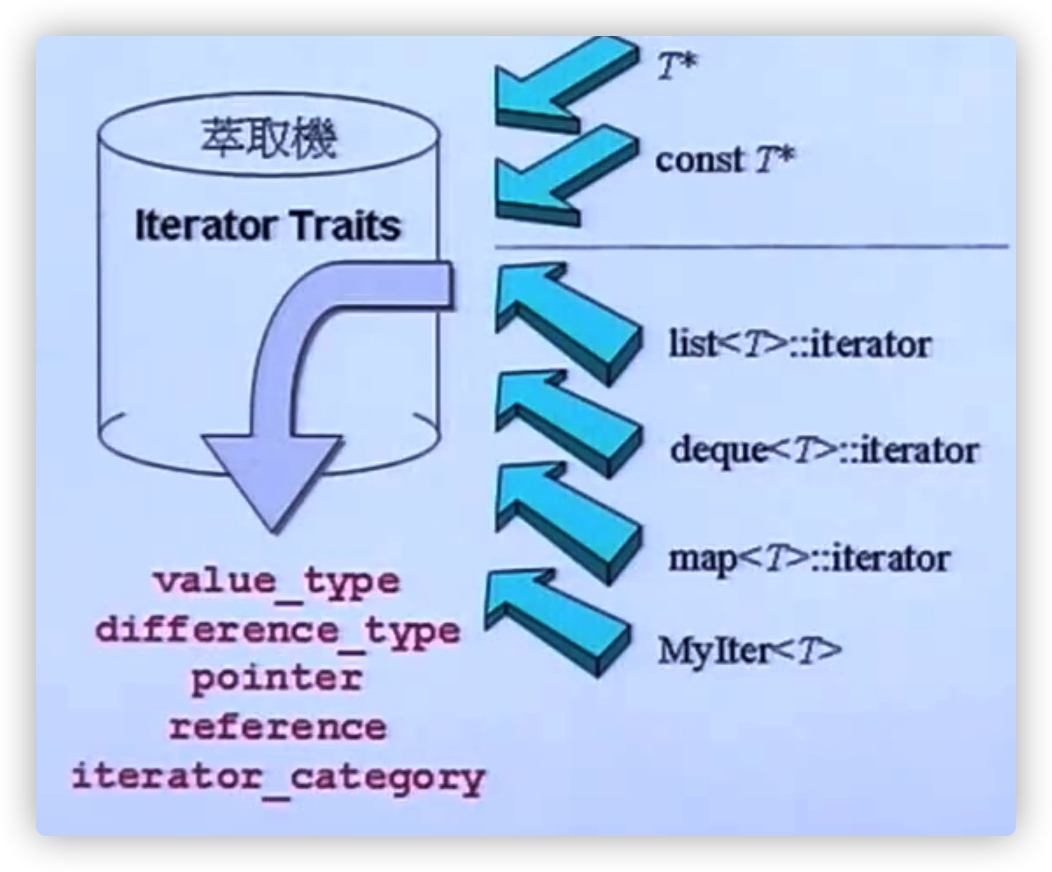 萃取機
Iterator Traits
T*
const T*
list<T>::iterator
deque<T>::iterator
map<T>::iterator
MyIter<T>
value_type
difference_type
pointer
reference
iterator_category